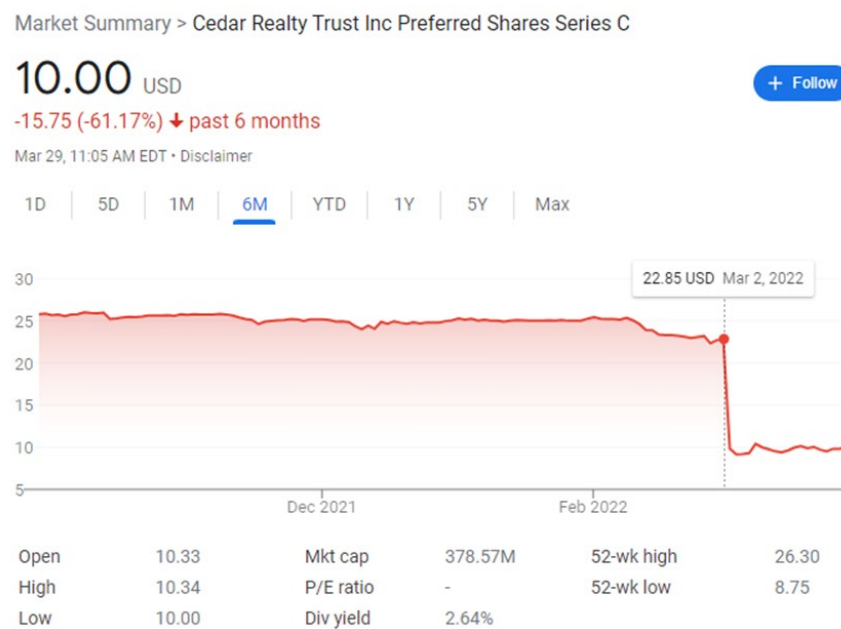 Market Summary > Cedar Realty Trust Inc Preferred Shares Series C
10.00 USD
+ Follow
-15.75 (-61.17%) ↓ past 6 months
Mar 29, 11:05 AM EDT • Disclaimer
1D 5D 1M 6M YTD 1Y 5Y Max
22.85 USD Mar 2, 2022
30
25
20
15
10
5
Dec 2021 Feb 2022
Open 10.33 Mkt cap 378.57M 52-wk high 26.30
High 10.34 P/E ratio - 52-wk low 8.75
Low 10.00 Div yield 2.64%